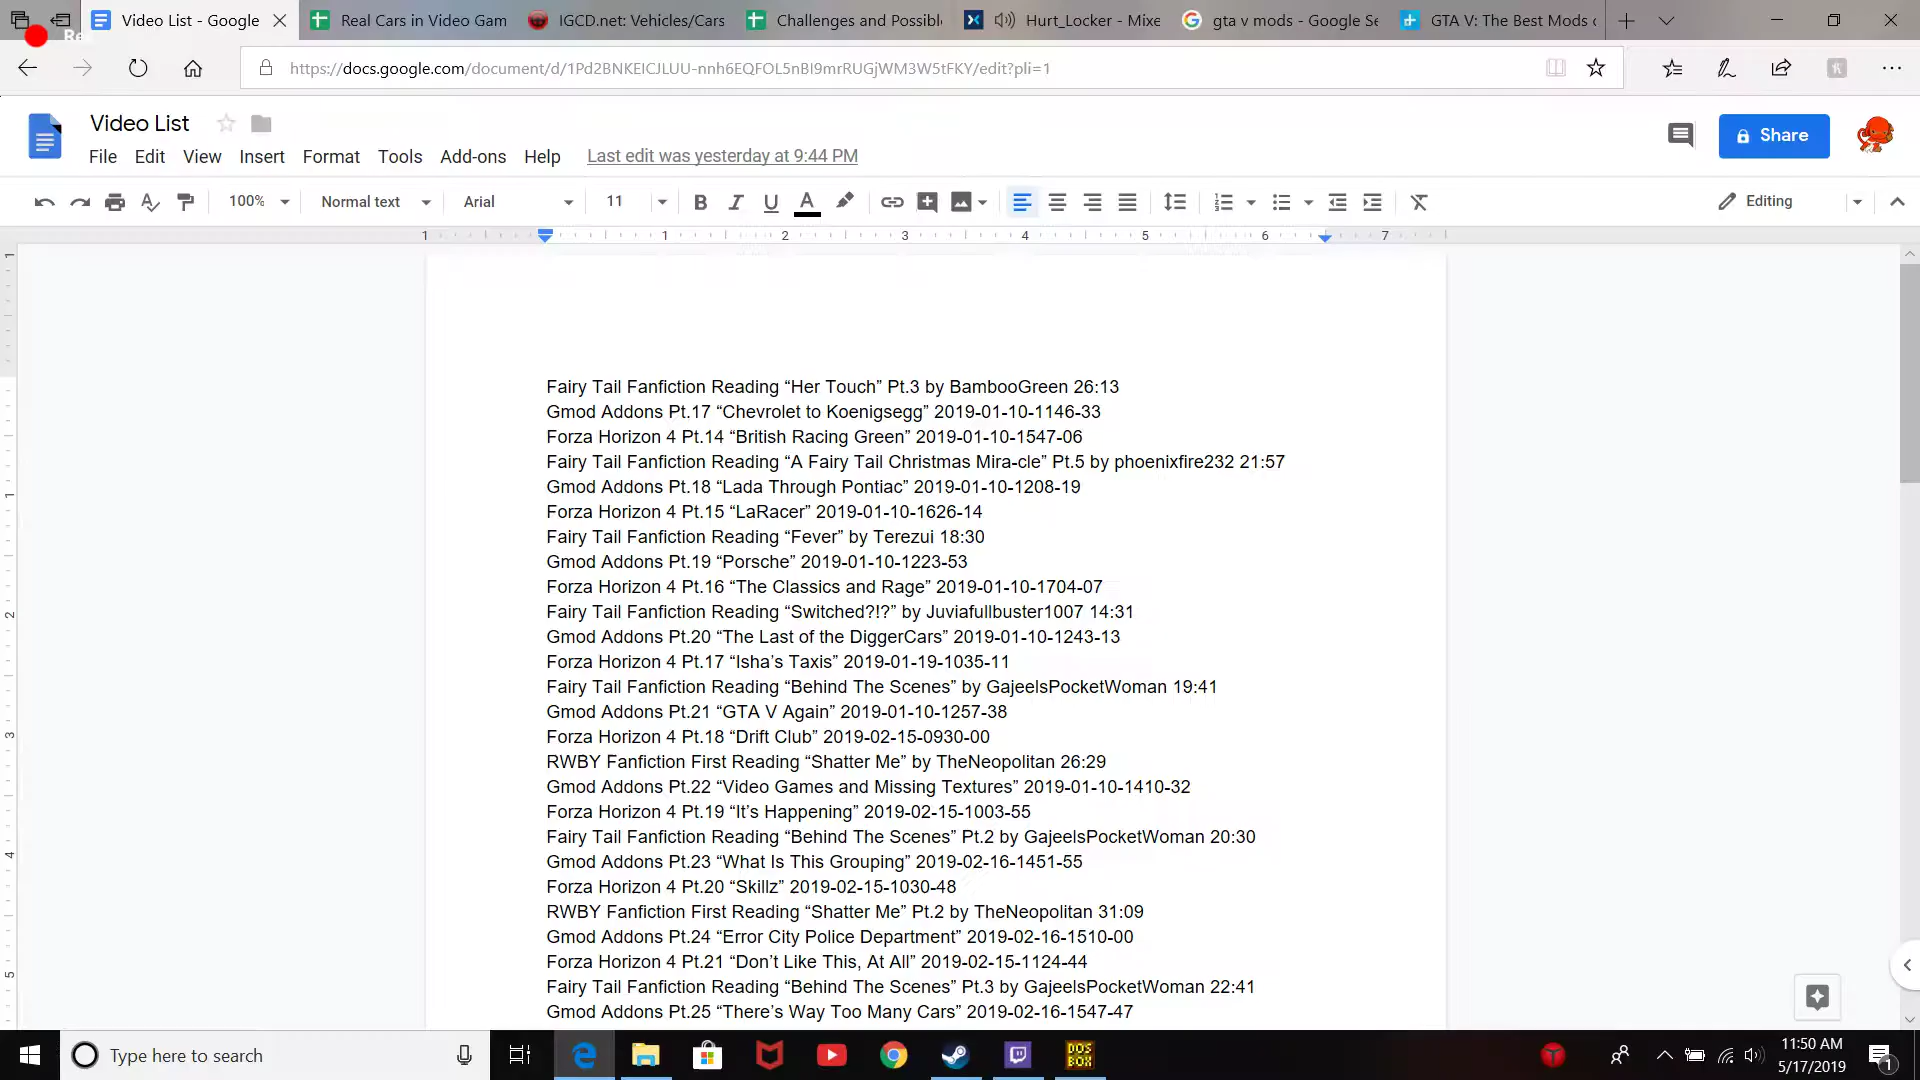 Video List - Google
Real Cars in Video Gam
IGCD.net: Vehicles/Cars
Challenges and Possibl
Hurt_Locker - Mixe
gta v mods - Google Se
GTA V: The Best Mods
https://docs.google.com/document/d/1Pd2BNKEICJLUU-nnh6EQFOL5nBI9mrRUGjWM3W5tFKY/edit?pli=1
Video List
Share
File Edit View Insert Format Tools Add-ons Help Last edit was yesterday at 9:44 PM
100% Normal text Arial 11 B I U A Editing
1 1 2 3 4 5 6 7
Fairy Tail Fanfiction Reading “Her Touch” Pt.3 by BambooGreen 26:13
Gmod Addons Pt.17 “Chevrolet to Koenigsegg” 2019-01-10-1146-33
Forza Horizon 4 Pt.14 “British Racing Green” 2019-01-10-1547-06
Fairy Tail Fanfiction Reading “A Fairy Tail Christmas Mira-cle” Pt.5 by phoenixfire232 21:57
Gmod Addons Pt.18 “Lada Through Pontiac” 2019-01-10-1208-19
Forza Horizon 4 Pt.15 “LaRacer” 2019-01-10-1626-14
Fairy Tail Fanfiction Reading “Fever” by Terezui 18:30
Gmod Addons Pt.19 “Porsche” 2019-01-10-1223-53
Forza Horizon 4 Pt.16 “The Classics and Rage” 2019-01-10-1704-07
Fairy Tail Fanfiction Reading “Switched?!?” by Juviafullbuster1007 14:31
Gmod Addons Pt.20 “The Last of the DiggerCars” 2019-01-10-1243-13
Forza Horizon 4 Pt.17 “Isha’s Taxis” 2019-01-19-1035-11
Fairy Tail Fanfiction Reading “Behind The Scenes” by GajeelsPocketWoman 19:41
Gmod Addons Pt.21 “GTA V Again” 2019-01-10-1257-38
Forza Horizon 4 Pt.18 “Drift Club” 2019-02-15-0930-00
RWBY Fanfiction First Reading “Shatter Me” by TheNeopolitan 26:29
Gmod Addons Pt.22 “Video Games and Missing Textures” 2019-01-10-1410-32
Forza Horizon 4 Pt.19 “It’s Happening” 2019-02-15-1003-55
Fairy Tail Fanfiction Reading “Behind The Scenes” Pt.2 by GajeelsPocketWoman 20:30
Gmod Addons Pt.23 “What Is This Grouping” 2019-02-16-1451-55
Forza Horizon 4 Pt.20 “Skillz” 2019-02-15-1030-48
RWBY Fanfiction First Reading “Shatter Me” Pt.2 by TheNeopolitan 31:09
Gmod Addons Pt.24 “Error City Police Department” 2019-02-16-1510-00
Forza Horizon 4 Pt.21 “Don’t Like This, At All” 2019-02-15-1124-44
Fairy Tail Fanfiction Reading “Behind The Scenes” Pt.3 by GajeelsPocketWoman 22:41
Gmod Addons Pt.25 “There’s Way Too Many Cars” 2019-02-16-1547-47
1
1
2
3
4
5
Type here to search
DOS
BOX
11:50 AM
5/17/2019
1